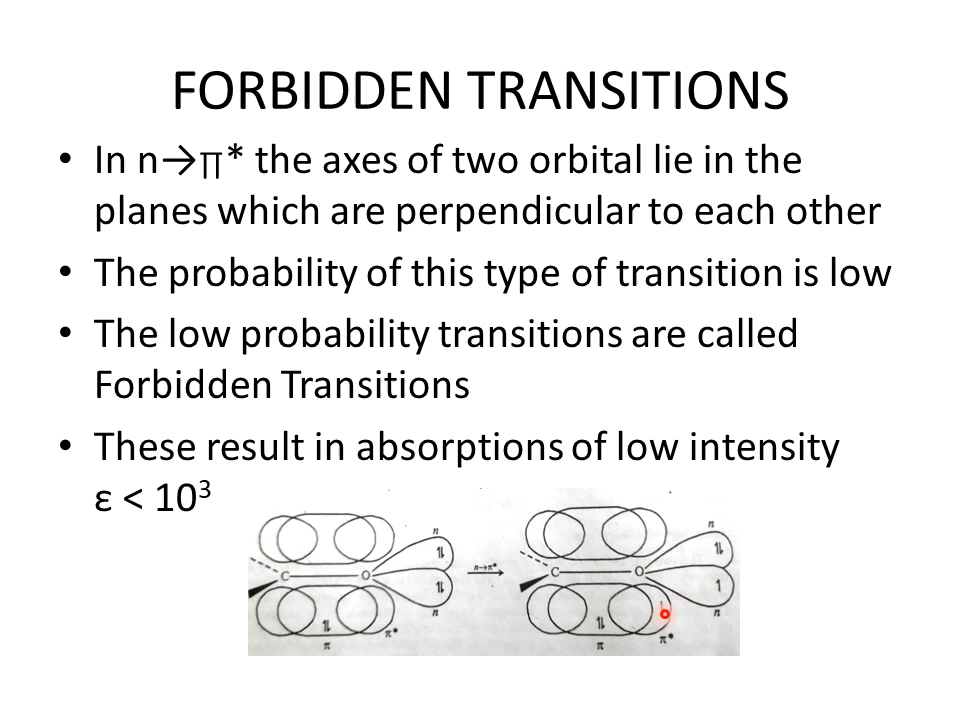 FORBIDDEN TRANSITIONS
• In n→∏* the axes of two orbital lie in the
planes which are perpendicular to each other
• The probability of this type of transition is low
• The low probability transitions are called
Forbidden Transitions
• These result in absorptions of low intensity
ε < 10³
n
⥮
C
O
⥮
n
⥮
π
π*
n→π*
n
⥮
C
O
1
n
⥮
π
π*